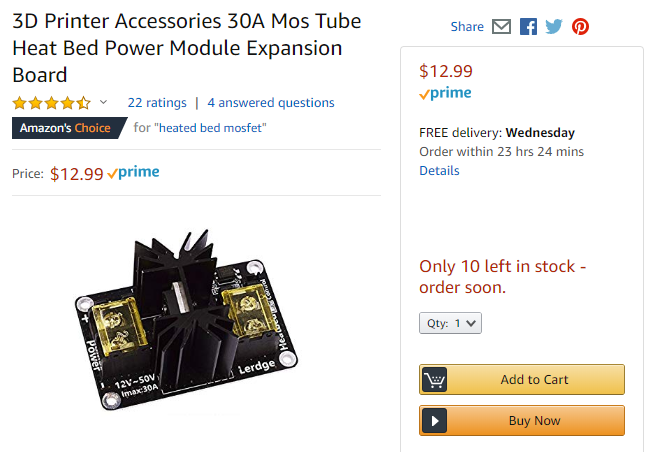 3D Printer Accessories 30A Mos Tube
Heat Bed Power Module Expansion
Board
22 ratings | 4 answered questions
Amazon's Choice for "heated bed mosfet"
Price: $12.99 prime
Power
12V~50V
Imax:30A
Lerdge
Share
$12.99
prime
FREE delivery: Wednesday
Order within 23 hrs 24 mins
Details
Only 10 left in stock -
order soon.
Qty: 1
Add to Cart
Buy Now